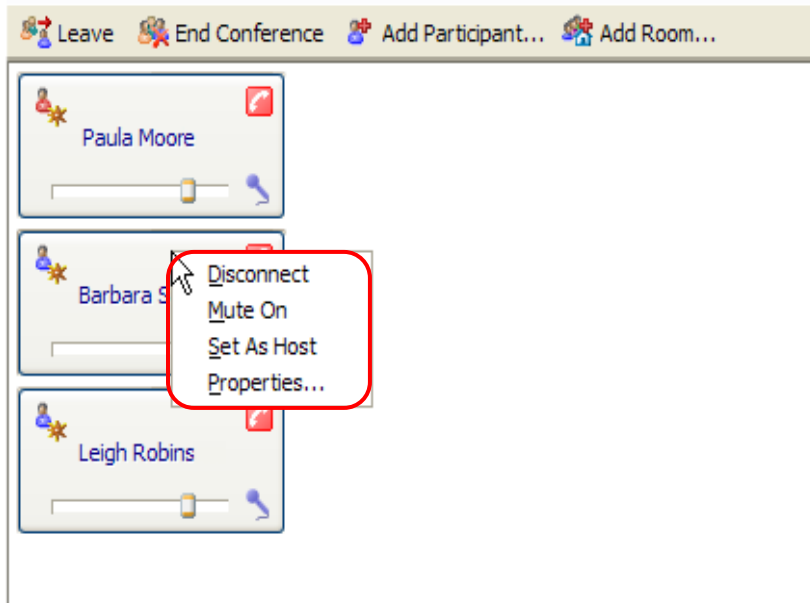 Leave End Conference Add Participant... Add Room...
Paula Moore
Barbara S
Disconnect
Mute On
Set As Host
Properties...
Leigh Robins